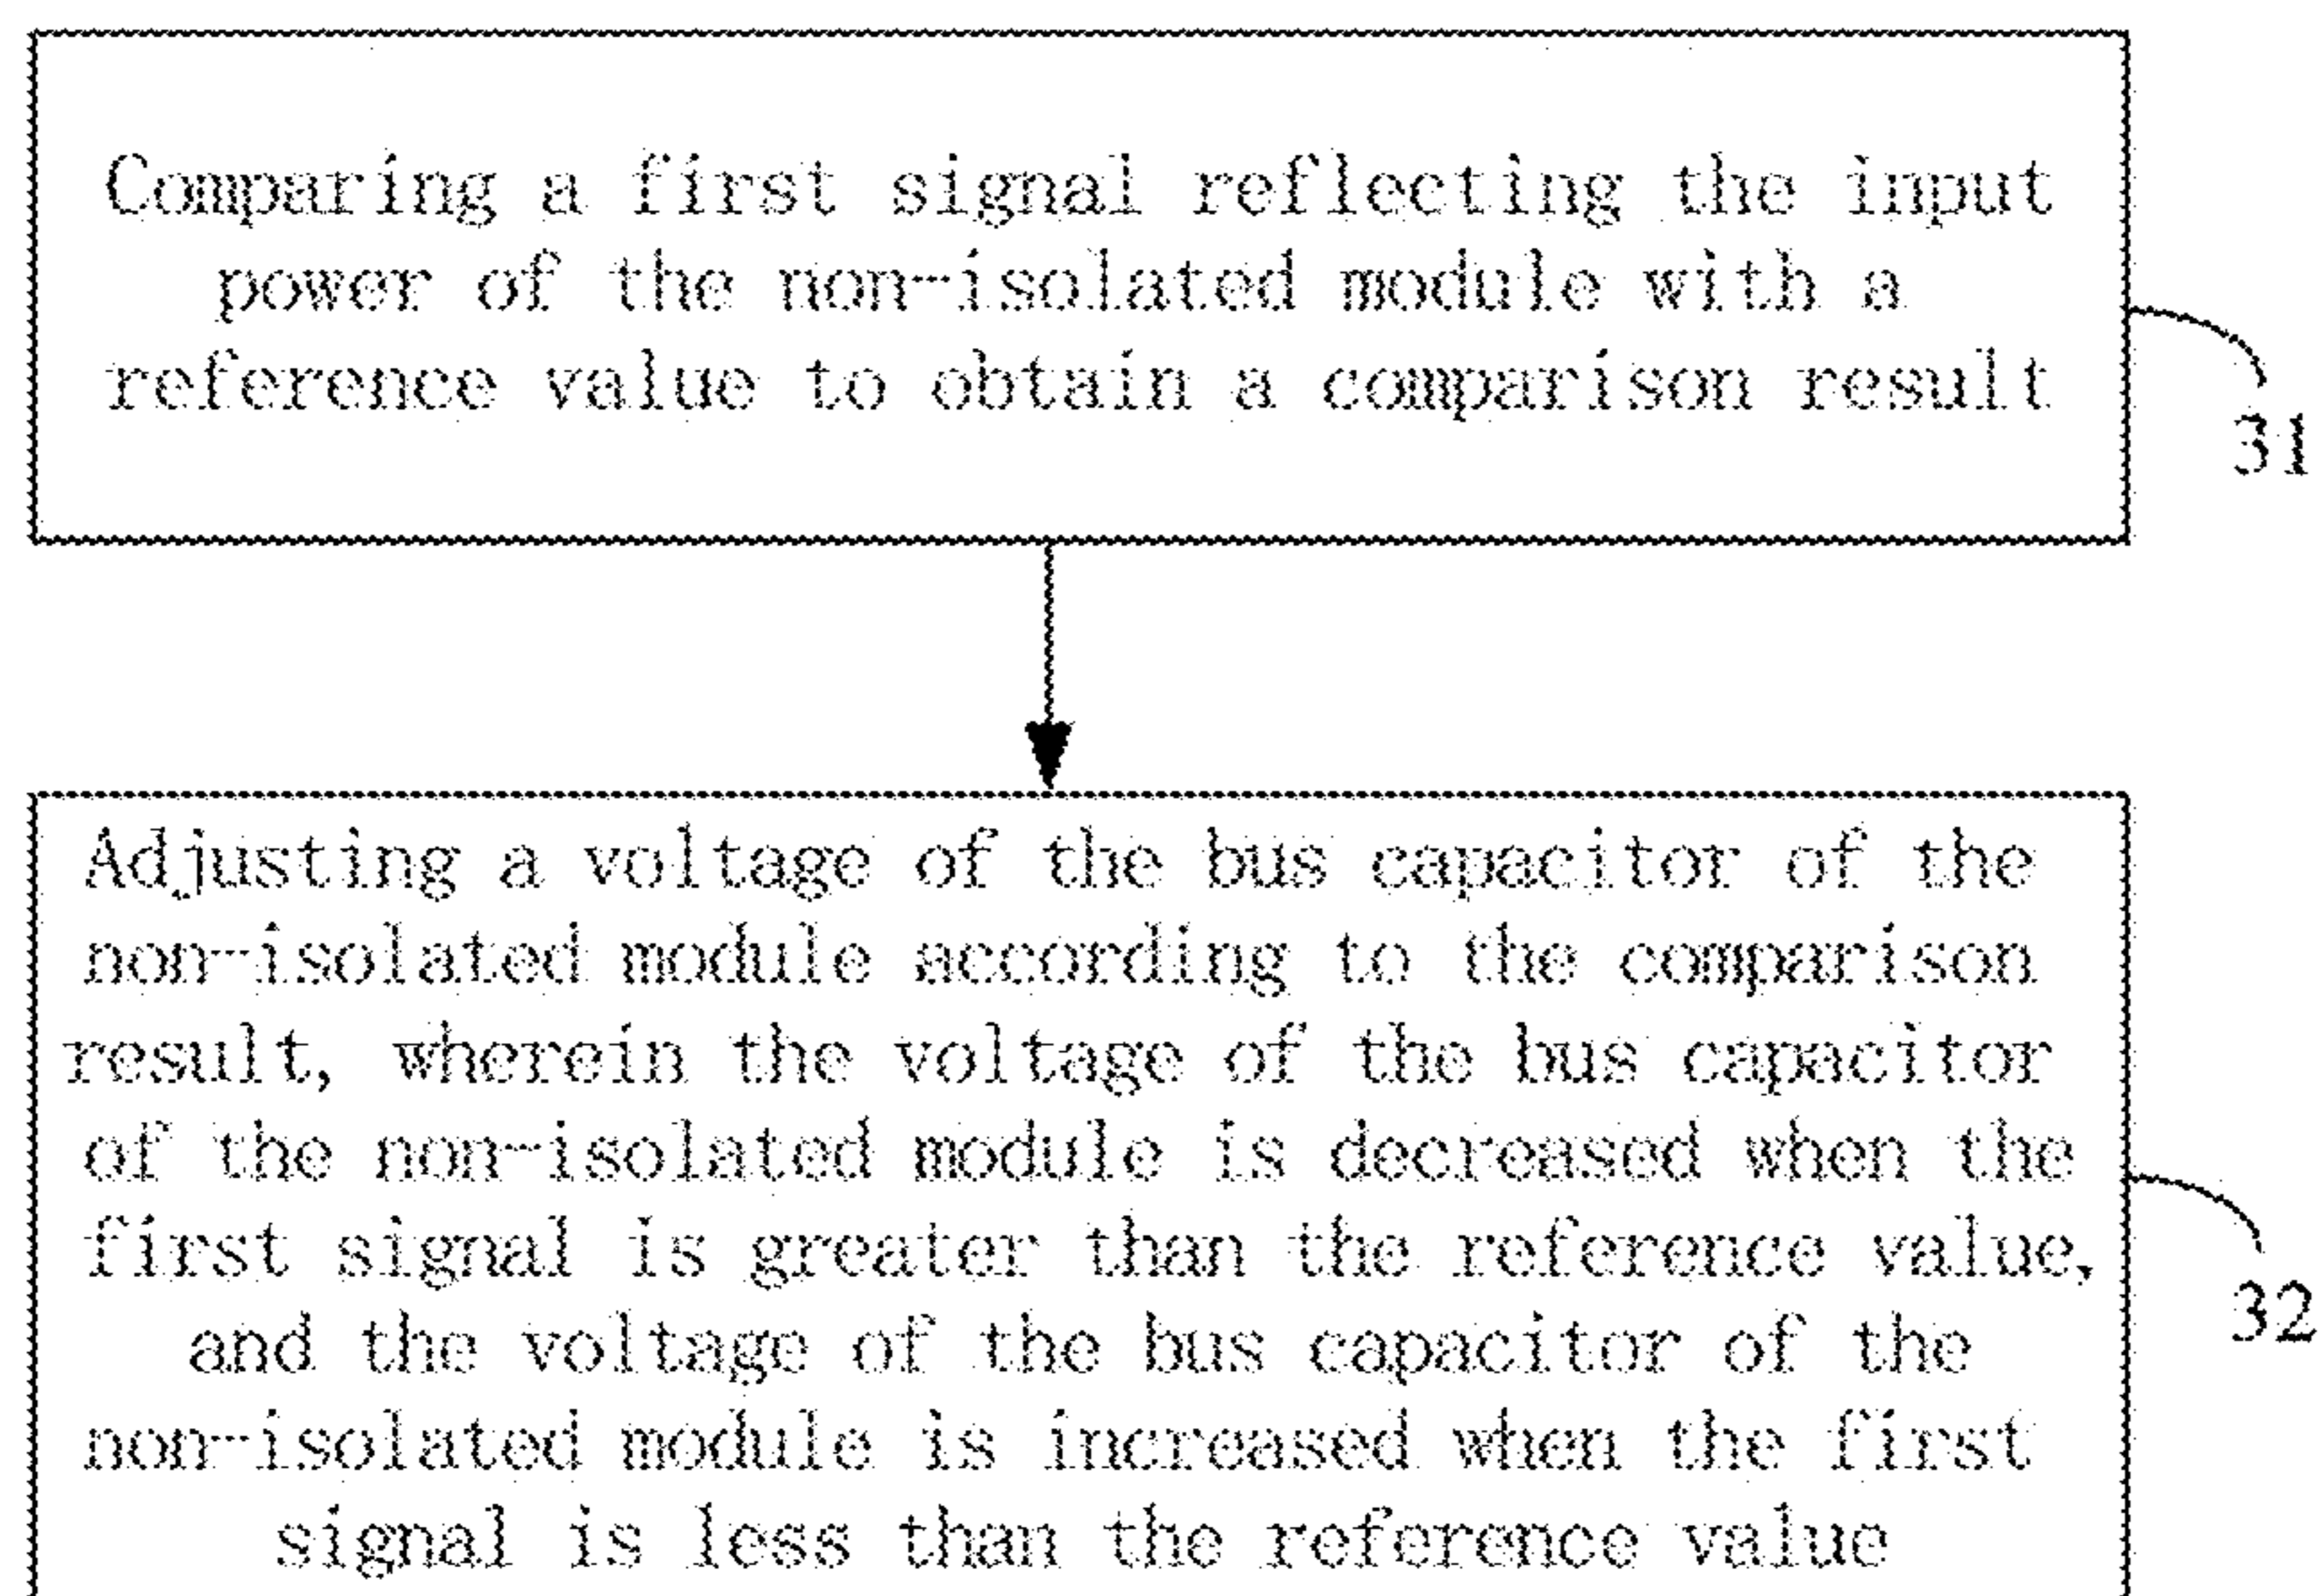 Comparing a first signal reflecting the input
power of the non-isolated module with a
reference value to obtain a comparison result
31
Adjusting a voltage of the bus capacitor of the
non-isolated module according to the comparison
result, wherein the voltage of the bus capacitor
of the non-isolated module is decreased when the
first signal is greater than the reference value,
and the voltage of the bus capacitor of the
non-isolated module is increased when the first
signal is less than the reference value
32